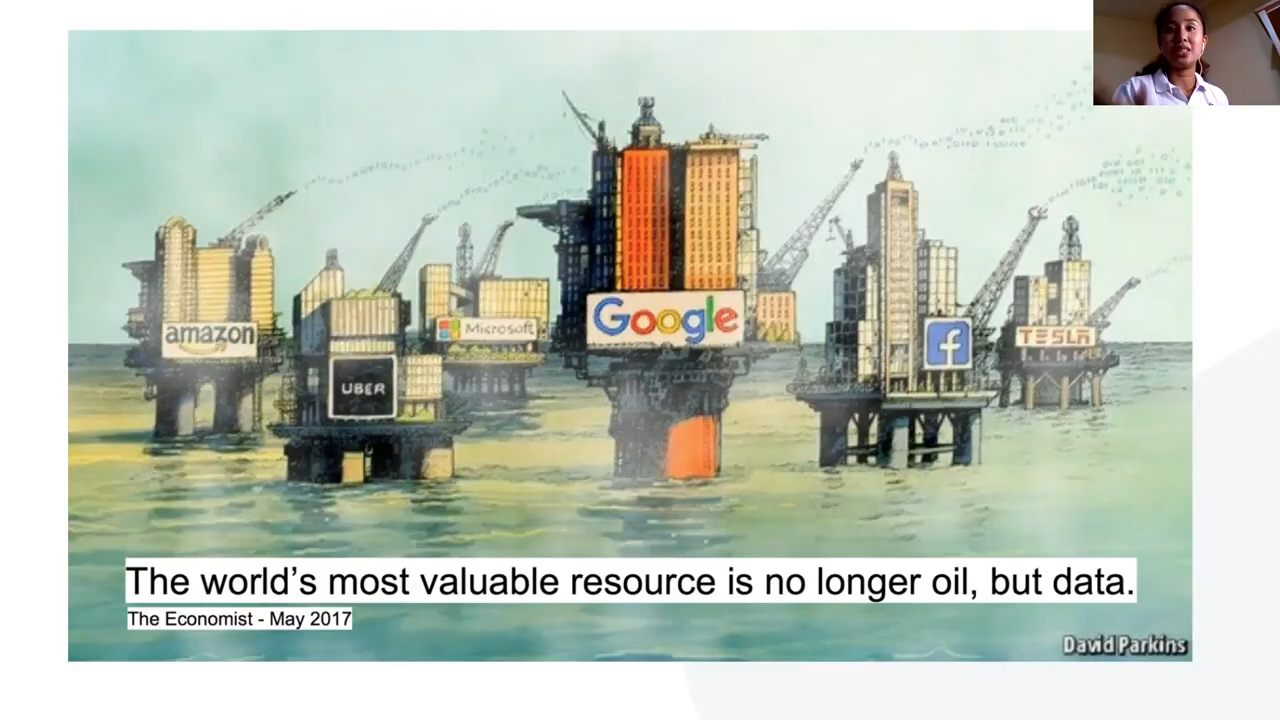 amazon
UBER
Microsoft
Google
f
TESLA
The world's most valuable resource is no longer oil, but data.
The Economist - May 2017
David Parkins